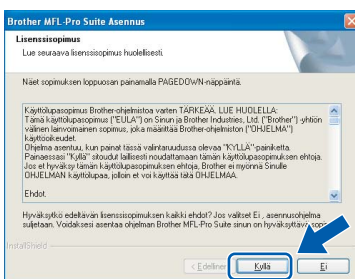 Brother MFL-Pro Suite Asennus
Lisenssisopimus
Lue seuraava lisenssisopimus huolellisesti.
Näet sopimuksen loppuosan painamalla PAGEDOWN-näppäintä.
Käyttölupasopimus Brother-ohjelmistoa varten TÄRKEÄÄ. LUE HUOLELLA:
Tämä käyttölupasopimus ("EULA") on Sinun ja Brother Industries, Ltd. ("Brother") -yhtiön
välinen lainvoimainen sopimus, joka määrittää Brother-ohjelmiston ("OHJELMA")
käyttöoikeudet.
Ohjelma asentuu, kun painat tässä valintaruudussa olevaa "KYLLÄ"-painiketta.
Painaessasi "Kyllä" sitoudut laillisesti noudattamaan tämän käyttölupasopimuksen ehtoja.
Jos et hyväksy tämän käyttölupasopimuksen ehtoja, Brother ei myönnä Sinulle
OHJELMAN käyttölupaa, jolloin et voi käyttää tätä OHJELMAA.
Ehdot.
Hyväksytkö edeltävän lisenssisopimuksen kaikki ehdot? Jos valitset Ei , asennusohjelma
suljetaan. Voidaksesi asentaa ohjelman Brother MFL-Pro Suite sinun on hyväksyttävä
InstallShield
< Edellinen
Kyllä
Ei